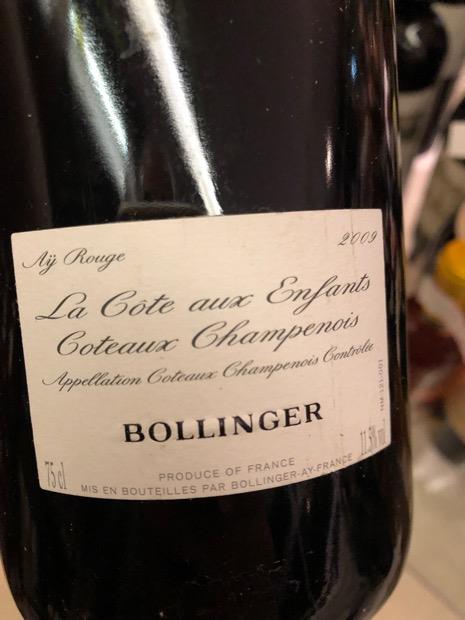 Aÿ Rouge
2009
La Côte aux Enfants
Coteaux Champenois
Appellation Coteaux Champenois Contrôlée
BOLLINGER
PRODUCE OF FRANCE
75 cl
MIS EN BOUTEILLES PAR BOLLINGER-AY-FRANCE